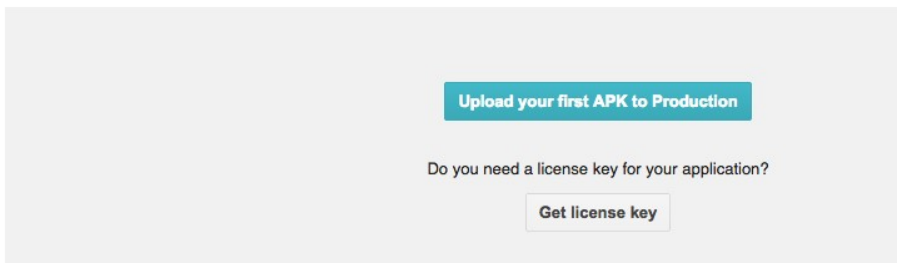 Upload your first APK to Production
Do you need a license key for your application?
Get license key